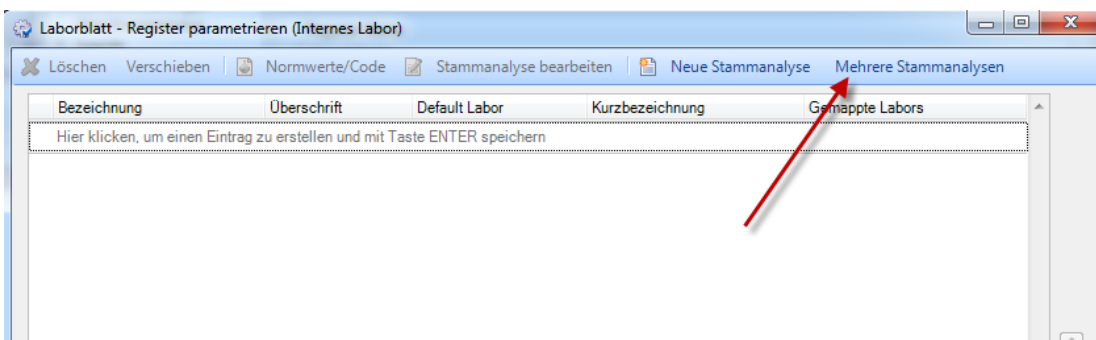 Laborblatt - Register parametrieren (Internes Labor)
Löschen Verschieben Normwerte/Code Stammanalyse bearbeiten Neue Stammanalyse Mehrere Stammanalysen
Bezeichnung Überschrift Default Labor Kurzbezeichnung Gemappte Labors
Hier klicken, um einen Eintrag zu erstellen und mit Taste ENTER speichern